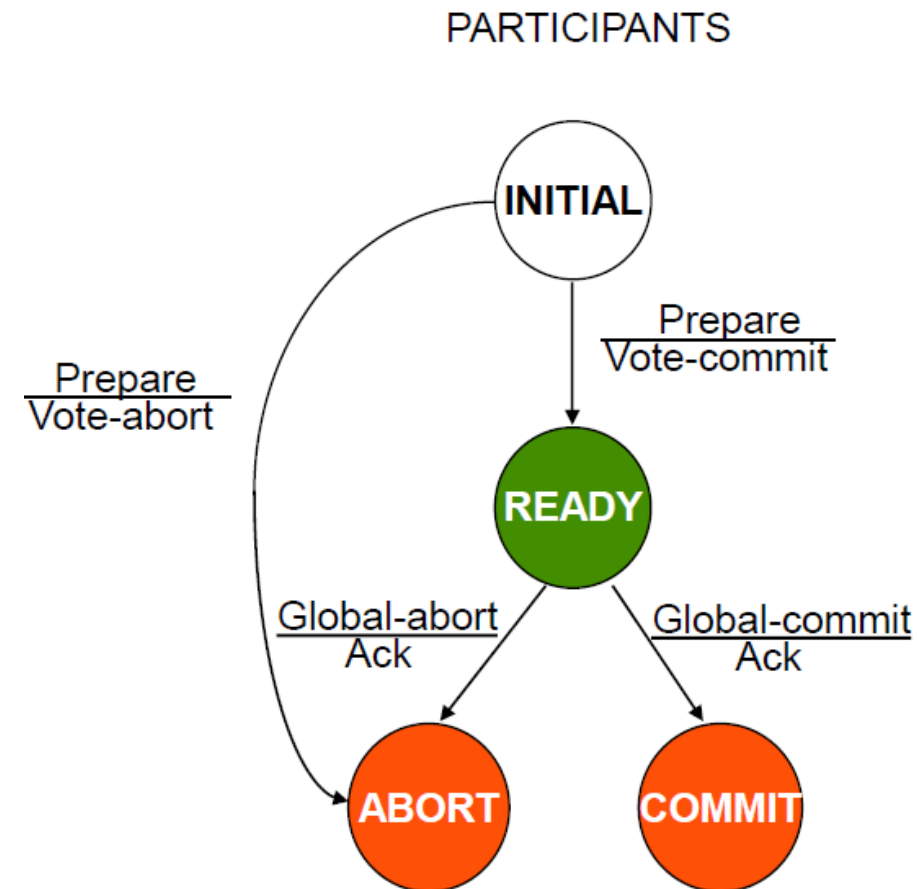 PARTICIPANTS
INITIAL
Prepare
Vote-commit
Prepare
Vote-abort
READY
Global-abort
Ack
Global-commit
Ack
ABORT
COMMIT